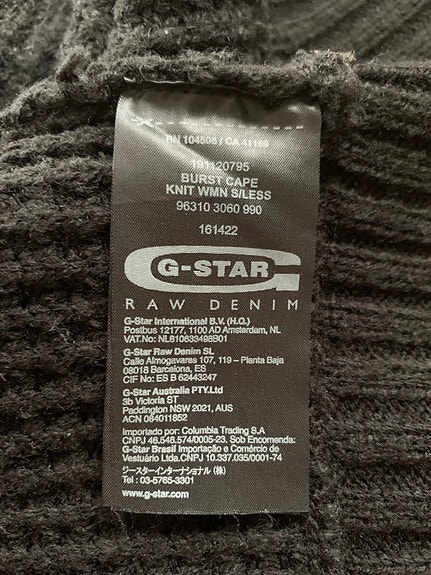 RN 104608 / CA 41169
191120795
BURST CAPE
KNIT WMN S/LESS
96310 3060 990
161422
G-STAR
RAW DENIM
G-Star International B.V. (H.O.)
Postbus 12177, 1100 AD Amsterdam, NL
VAT.No: NL810633498B01
G-Star Raw Denim SL
Calle Almogavares 107, 119 – Planta Baja
08018 Barcelona, ES
CIF No: ES B 62443247
G-Star Australia PTY.Ltd
3b Victoria ST
Paddington NSW 2021, AUS
ACN 084011852
Importado por: Columbia Trading S.A
CNPJ 46.548.574/0005-23. Sob Encomenda:
G-Star Brasil Importação e Comércio de
Vestuário Ltda.CNPJ 10.337.035/0001-74
ジースターインターナショナル (株)
Tel : 03-5765-3301
www.g-star.com